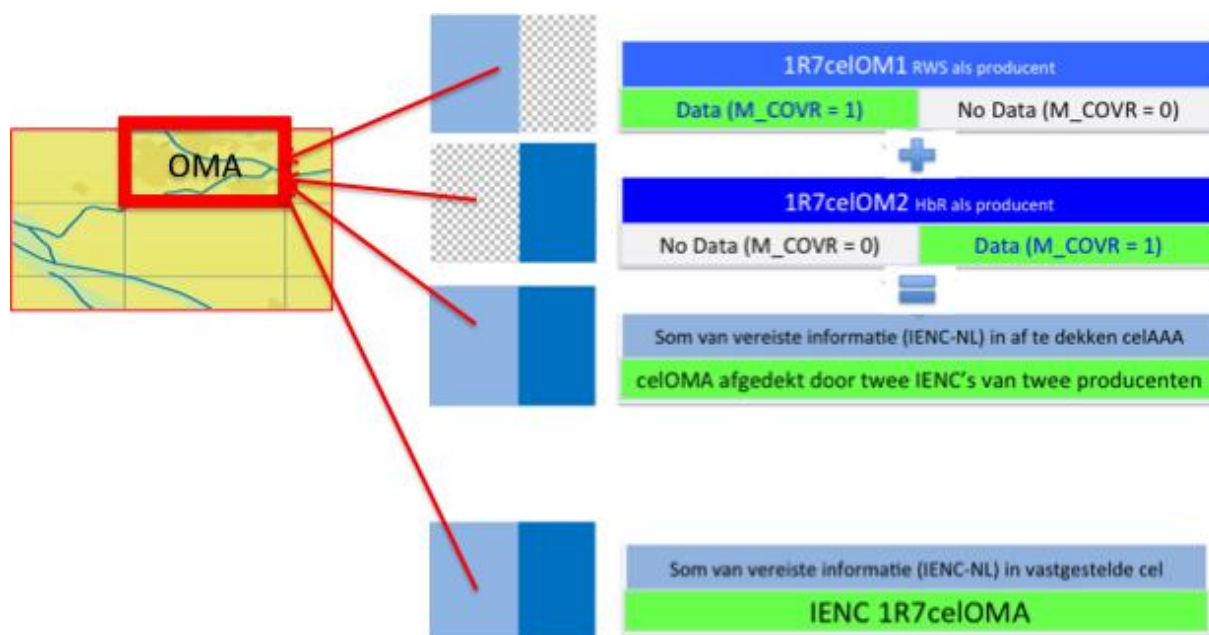 OMA
1R7celOM1 RWS als producent
Data (M_COVR = 1) No Data (M_COVR = 0)
1R7celOM2 HbR als producent
No Data (M_COVR = 0) Data (M_COVR = 1)
Som van vereiste informatie (IENC-NL) in af te dekken celAAA
celOMA afgedekt door twee IENC's van twee producenten
Som van vereiste informatie (IENC-NL) in vastgestelde cel
IENC 1R7celOMA